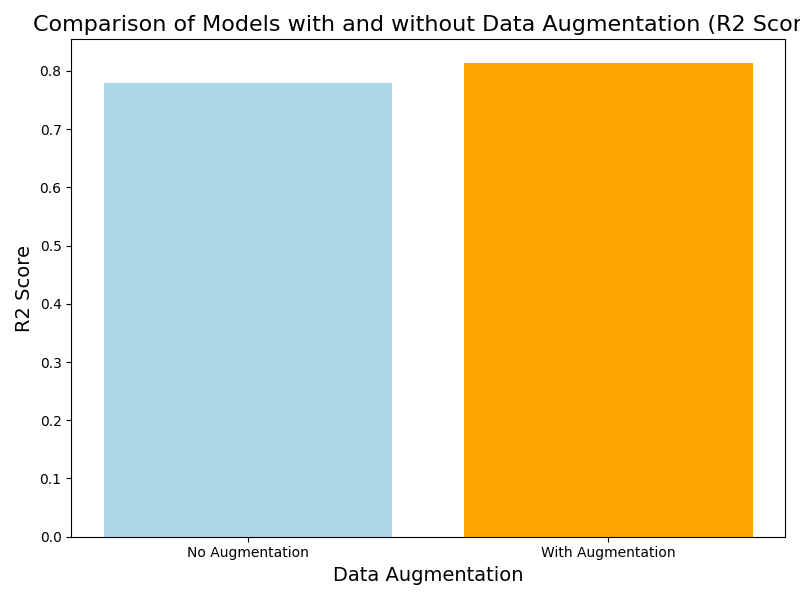 Comparison of Models with and without Data Augmentation (R2 Scor
0.8
0.7
0.6
0.5
0.4
0.3
0.2
0.1
0.0
R2 Score
No Augmentation With Augmentation
Data Augmentation